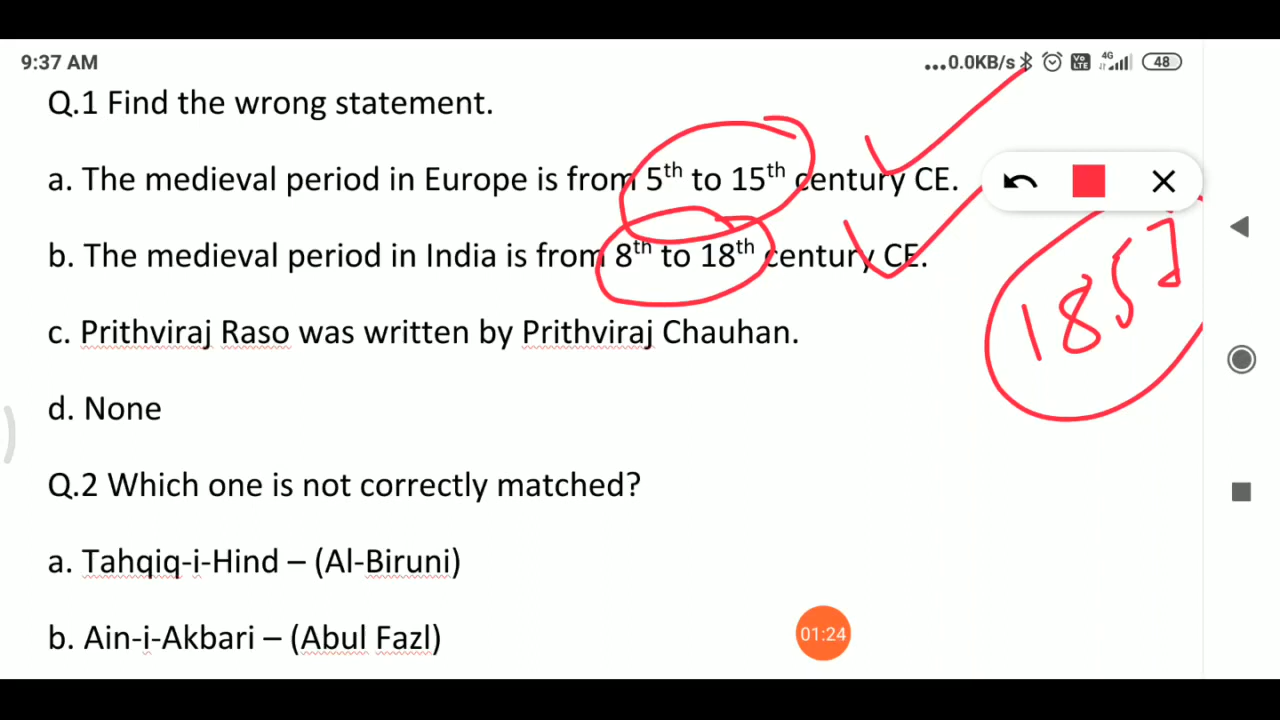 9:37 AM
...0.0KB/s Vo LTE 4G 48
Q.1 Find the wrong statement.
a. The medieval period in Europe is from 5th to 15th century CE.
b. The medieval period in India is from 8th to 18th century CE.
c. Prithviraj Raso was written by Prithviraj Chauhan.
d. None
Q.2 Which one is not correctly matched?
a. Tahqiq-i-Hind – (Al-Biruni)
b. Ain-i-Akbari – (Abul Fazl)
01:24